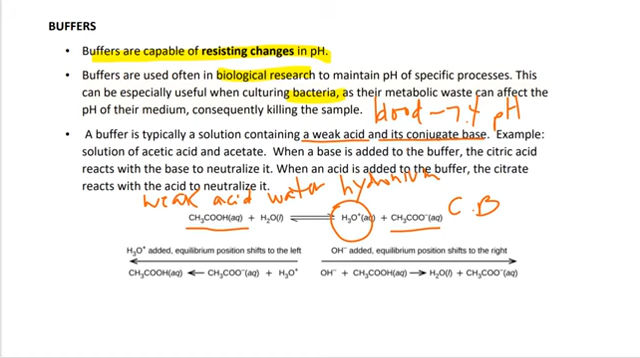 BUFFERS
• Buffers are capable of resisting changes in pH.
• Buffers are used often in biological research to maintain pH of specific processes. This
can be especially useful when culturing bacteria, as their metabolic waste can affect the
pH of their medium, consequently killing the sample.
blood - 7.4 pH
• A buffer is typically a solution containing a weak acid and its conjugate base. Example:
solution of acetic acid and acetate. When a base is added to the buffer, the citric acid
reacts with the base to neutralize it. When an acid is added to the buffer, the citrate
reacts with the acid to neutralize it.
weak acid water hydronium
CH₃COOH(aq) + H₂O(l) ⇌ H₃O⁺(aq) + CH₃COO⁻(aq) C.B
H₃O⁺ added, equilibrium position shifts to the left OH⁻ added, equilibrium position shifts to the right
CH₃COOH(aq) ⟵ CH₃COO⁻(aq) + H₃O⁺ OH⁻ + CH₃COOH(aq) ⟶ H₂O(l) + CH₃COO⁻(aq)